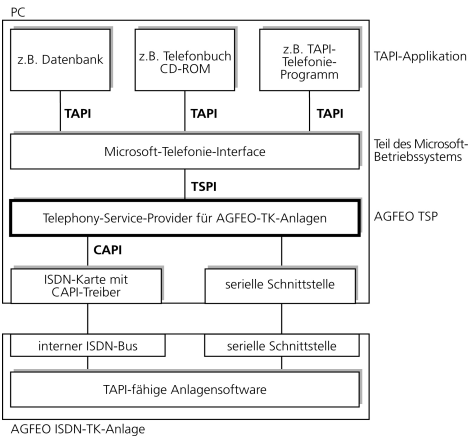 PC
z.B. Datenbank
z.B. Telefonbuch
CD-ROM
z.B. TAPI-
Telefonie-
Programm
TAPI-Applikation
TAPI
TAPI
TAPI
Microsoft-Telefonie-Interface
Teil des Microsoft-
Betriebssystems
TSPI
Telephony-Service-Provider für AGFEO-TK-Anlagen
AGFEO TSP
CAPI
ISDN-Karte mit
CAPI-Treiber
serielle Schnittstelle
interner ISDN-Bus
serielle Schnittstelle
TAPI-fähige Anlagensoftware
AGFEO ISDN-TK-Anlage